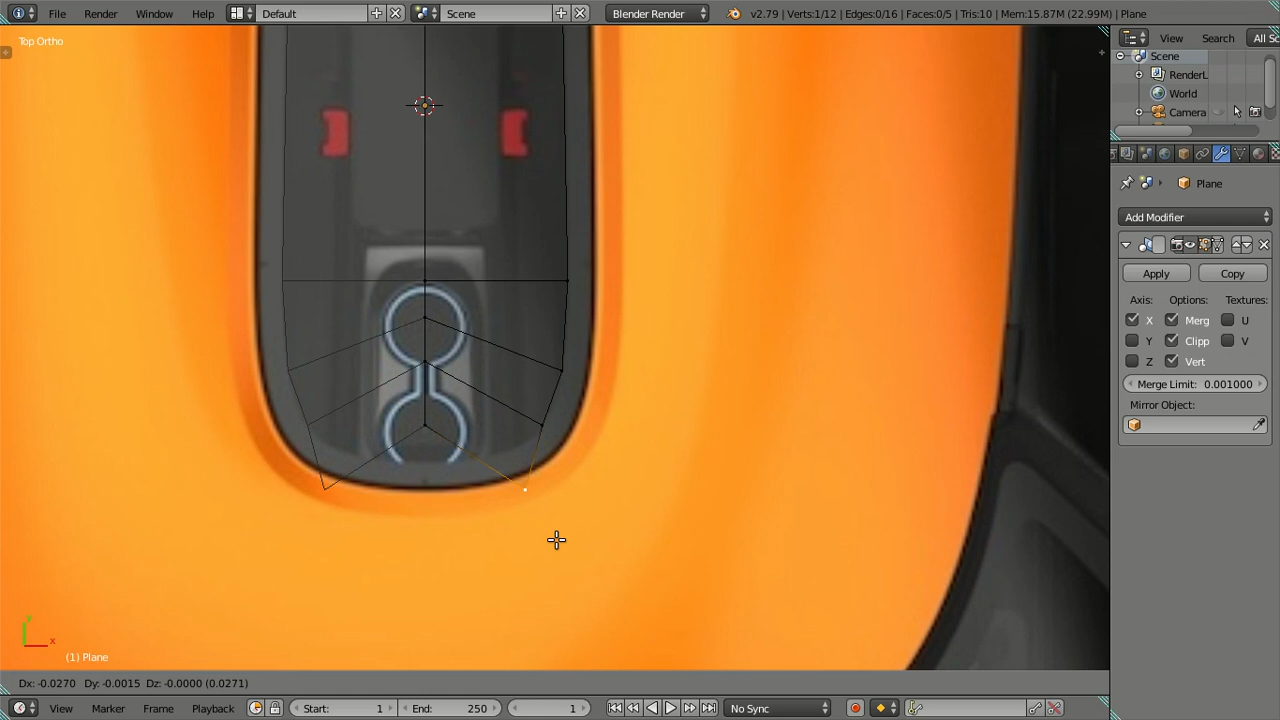 File Render Window Help Default Scene Blender Render v2.79 | Verts:1/12 | Edges:0/16 | Faces:0/5 | Tris:10 | Mem:15.87M (22.99M) | Plane
Top Ortho
View Search All Sc
Scene
RenderL
World
Camera
Plane
Add Modifier
Apply Copy
Axis: Options: Textures:
X Merg U
Y Clipp V
Z Vert
Merge Limit: 0.001000
Mirror Object:
y
x
(1) Plane
Dx: -0.0270 Dy: -0.0015 Dz: -0.0000 (0.0271)
View Marker Frame Playback Start: 1 End: 250 1 No Sync